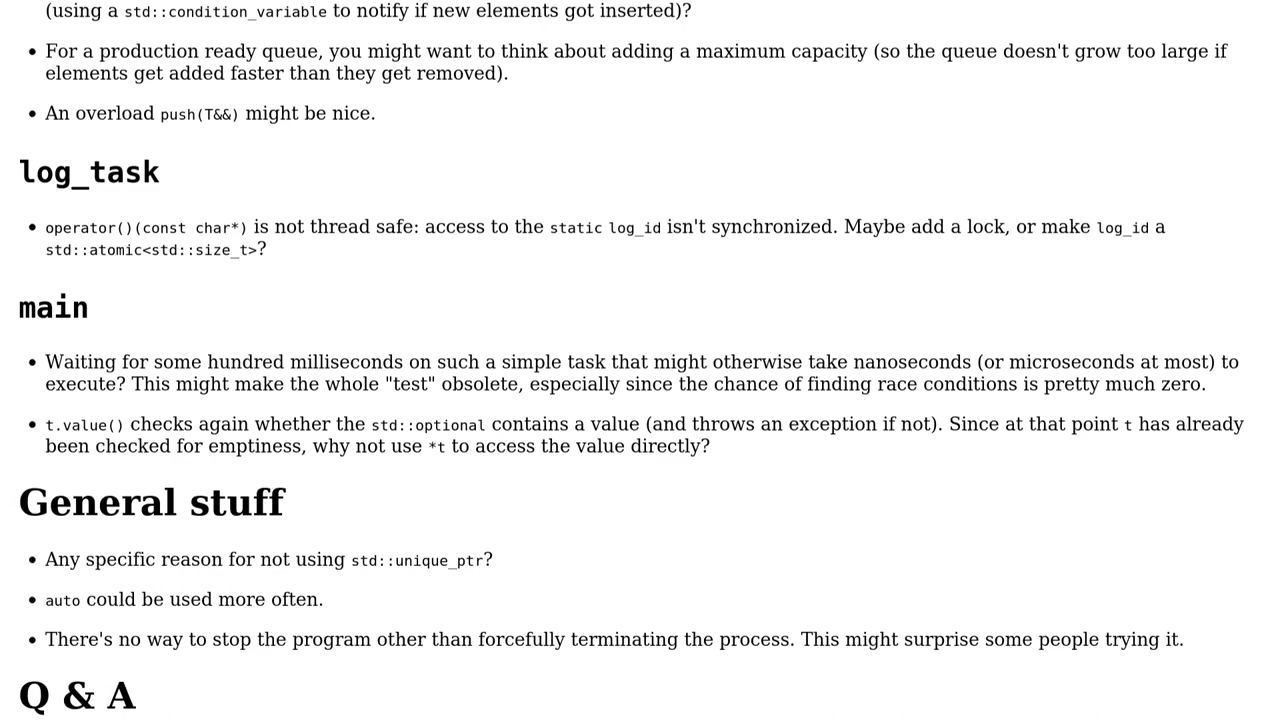 (using a std::condition_variable to notify if new elements got inserted)?
• For a production ready queue, you might want to think about adding a maximum capacity (so the queue doesn't grow too large if
elements get added faster than they get removed).
• An overload push(T&&) might be nice.
log_task
• operator()(const char*) is not thread safe: access to the static log_id isn't synchronized. Maybe add a lock, or make log_id a
std::atomic<std::size_t>?
main
• Waiting for some hundred milliseconds on such a simple task that might otherwise take nanoseconds (or microseconds at most) to
execute? This might make the whole "test" obsolete, especially since the chance of finding race conditions is pretty much zero.
• t.value() checks again whether the std::optional contains a value (and throws an exception if not). Since at that point t has already
been checked for emptiness, why not use *t to access the value directly?
General stuff
• Any specific reason for not using std::unique_ptr?
• auto could be used more often.
• There's no way to stop the program other than forcefully terminating the process. This might surprise some people trying it.
Q & A